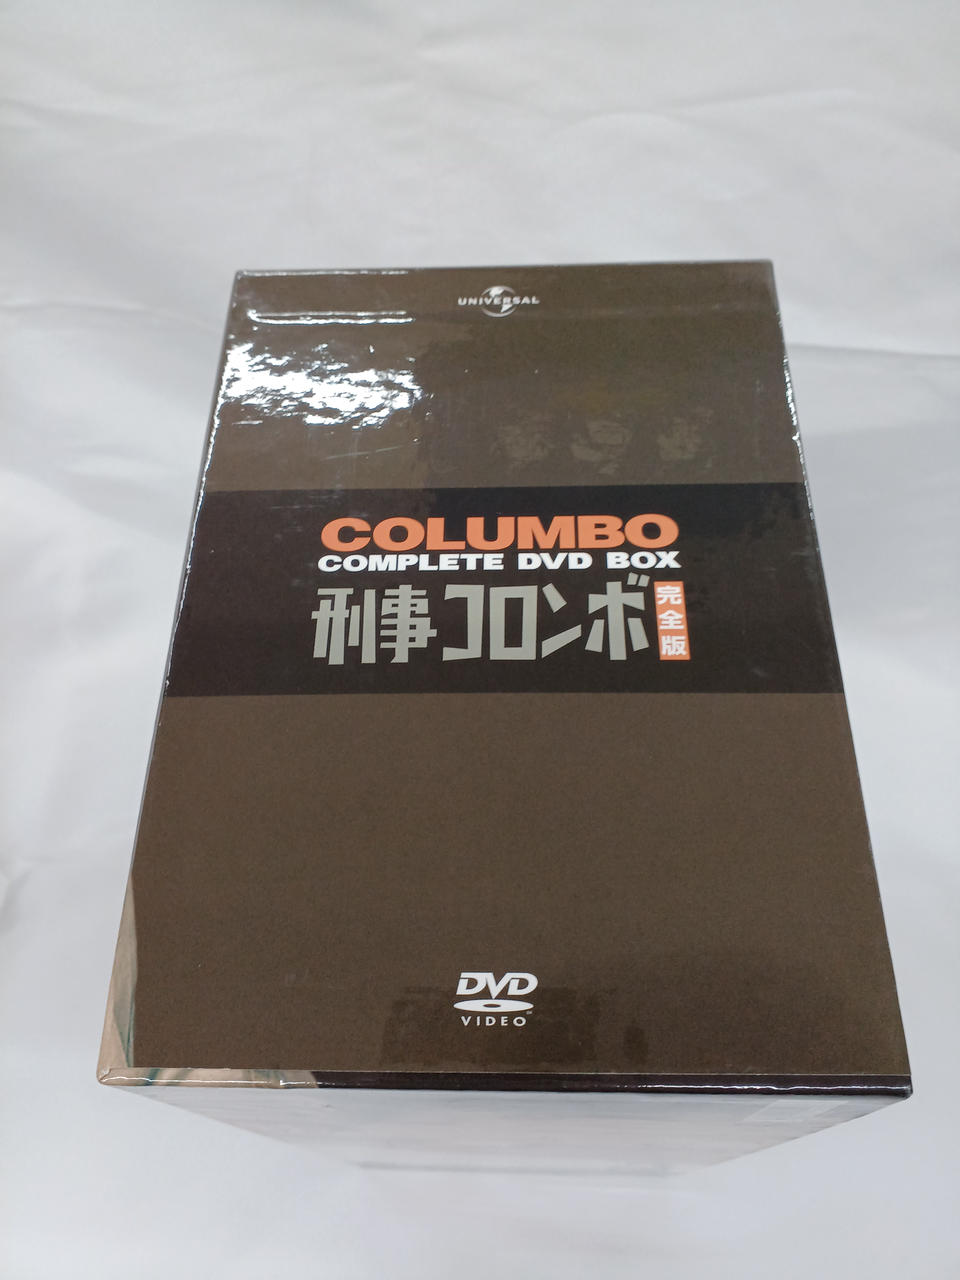 UNIVERSAL
COLUMBO
COMPLETE DVD BOX
刑事コロンボ 完全版
DVD
VIDEO